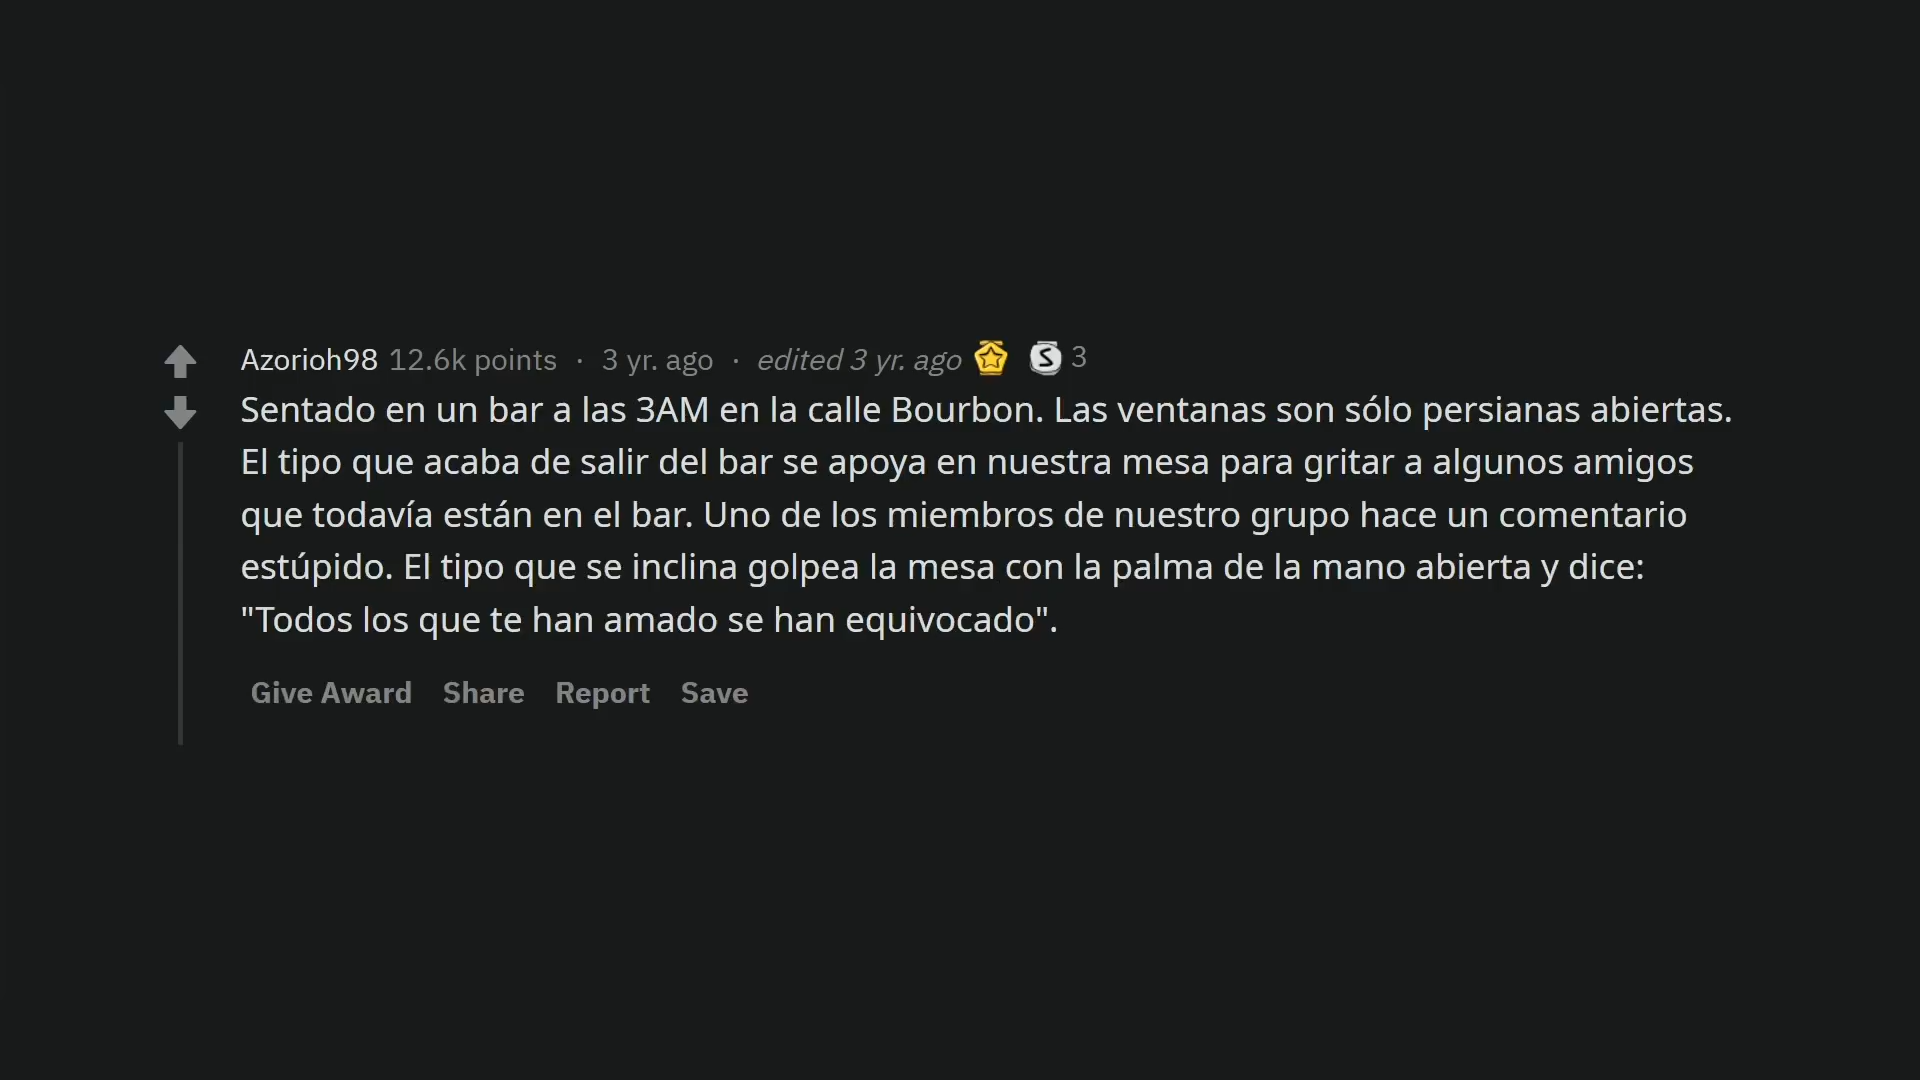 Azorioh98 12.6k points · 3 yr. ago · edited 3 yr. ago 3
Sentado en un bar a las 3AM en la calle Bourbon. Las ventanas son sólo persianas abiertas.
El tipo que acaba de salir del bar se apoya en nuestra mesa para gritar a algunos amigos
que todavía están en el bar. Uno de los miembros de nuestro grupo hace un comentario
estúpido. El tipo que se inclina golpea la mesa con la palma de la mano abierta y dice:
"Todos los que te han amado se han equivocado".
Give Award Share Report Save